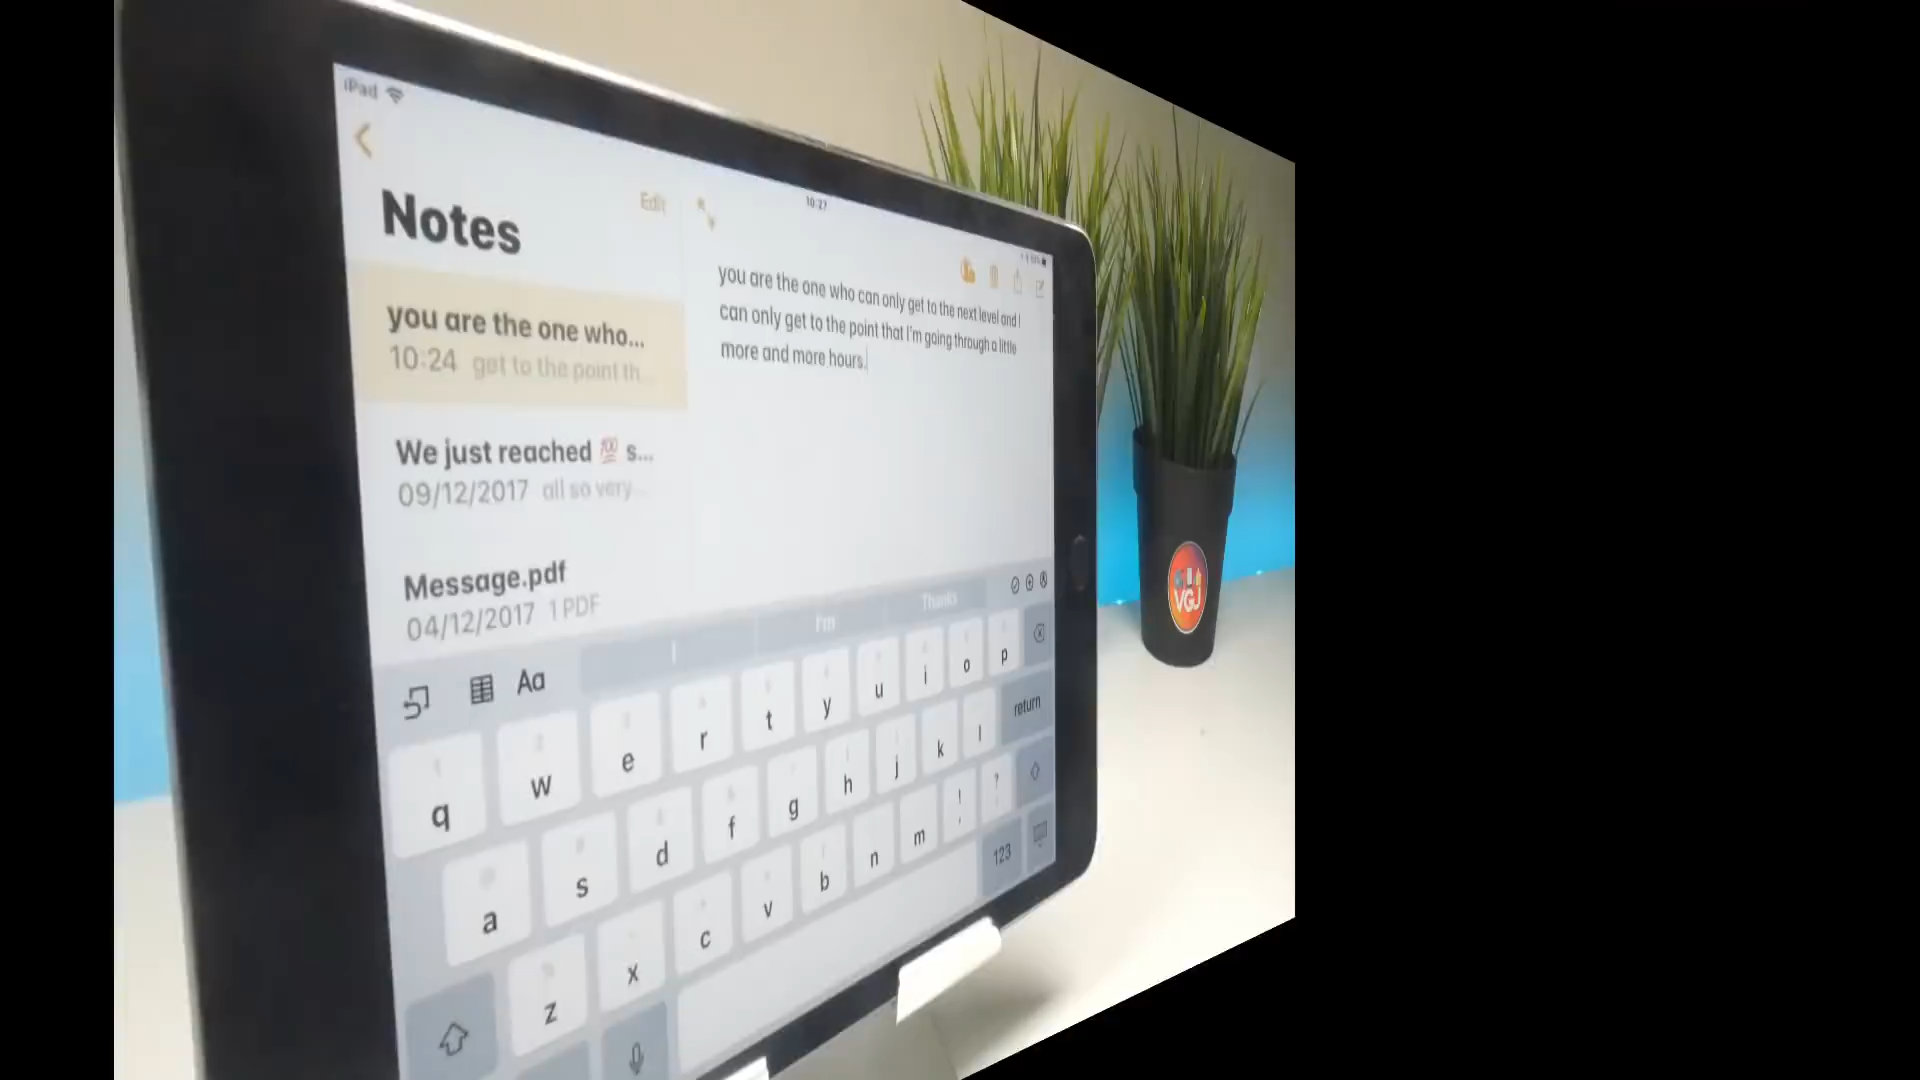 iPad
10:27
Edit
Notes
you are the one who...
10:24 get to the point th...
We just reached 💯 s...
09/12/2017 all so very...
Message.pdf
04/12/2017 1 PDF
you are the one who can only get to the next level and I
can only get to the point that I'm going through a little
more and more hours.
Aa
I I'm Thanks
q w e r t y u i o p
a s d f g h j k l return
z x c v b n m ! , ? .
123
VGJ